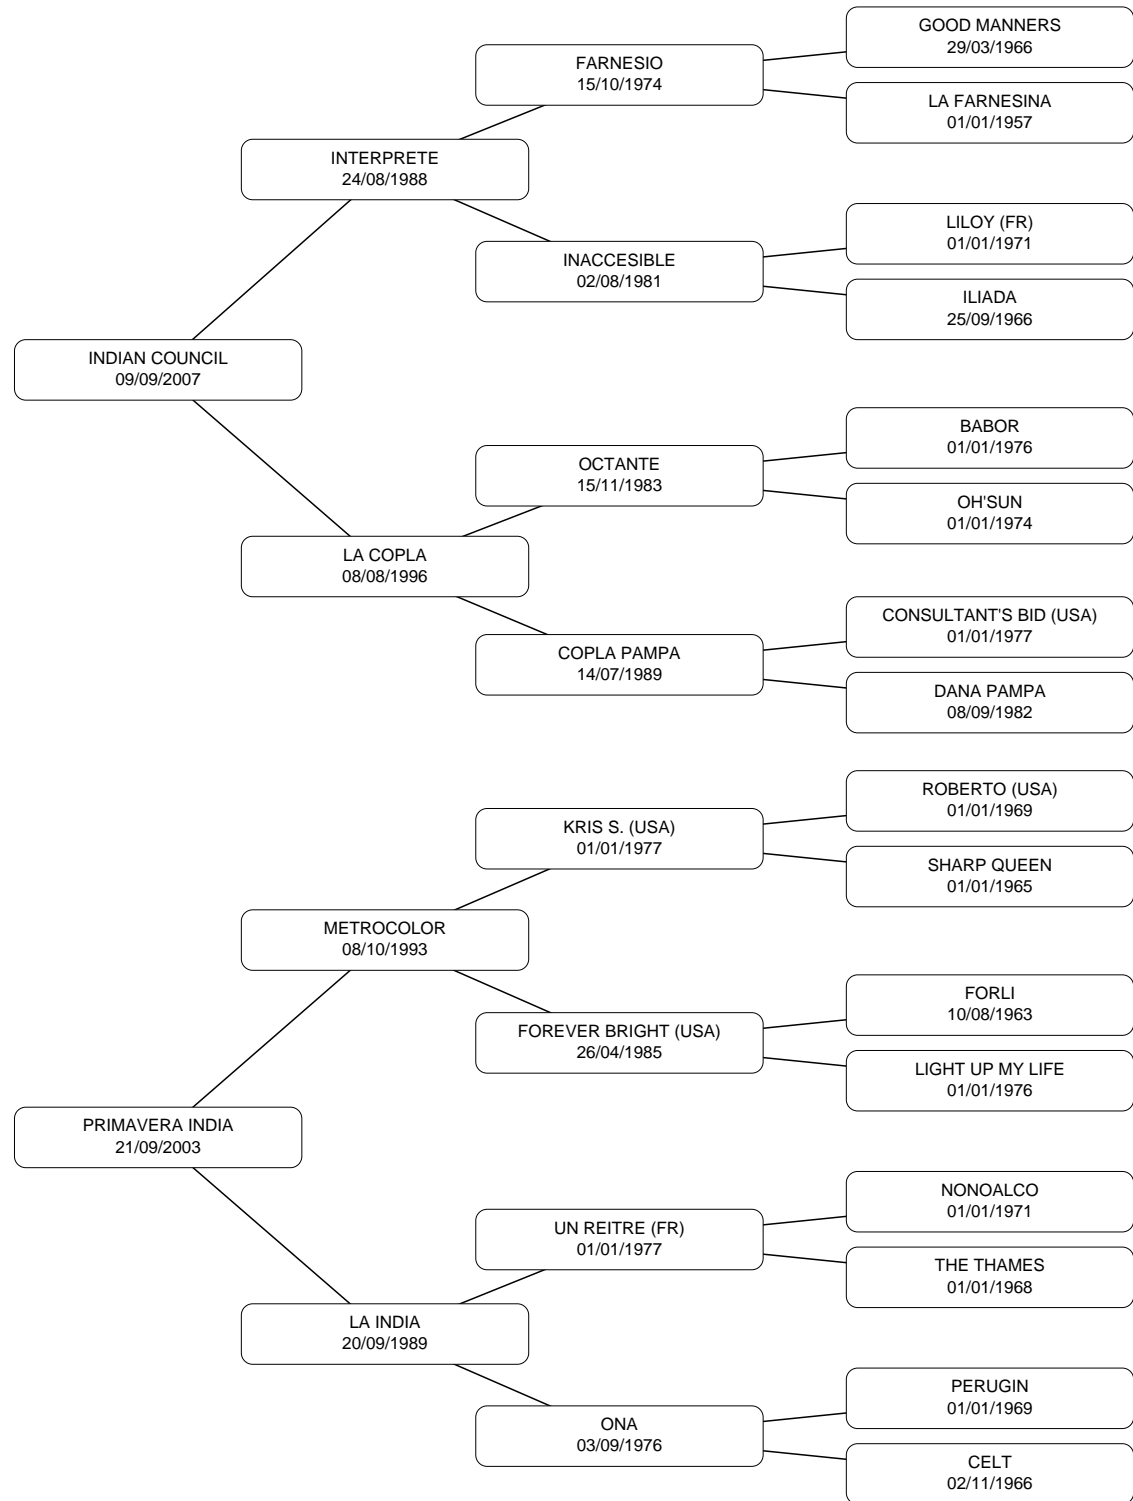 GOOD MANNERS
29/03/1966
FARNESIO
15/10/1974
LA FARNESINA
01/01/1957
INTERPRETE
24/08/1988
LILOY (FR)
01/01/1971
INACCESIBLE
02/08/1981
ILIADA
25/09/1966
INDIAN COUNCIL
09/09/2007
BABOR
01/01/1976
OCTANTE
15/11/1983
OH'SUN
01/01/1974
LA COPLA
08/08/1996
CONSULTANT'S BID (USA)
01/01/1977
COPLA PAMPA
14/07/1989
DANA PAMPA
08/09/1982
ROBERTO (USA)
01/01/1969
KRIS S. (USA)
01/01/1977
SHARP QUEEN
01/01/1965
METROCOLOR
08/10/1993
FORLI
10/08/1963
FOREVER BRIGHT (USA)
26/04/1985
LIGHT UP MY LIFE
01/01/1976
PRIMAVERA INDIA
21/09/2003
NONOALCO
01/01/1971
UN REITRE (FR)
01/01/1977
THE THAMES
01/01/1968
LA INDIA
20/09/1989
PERUGIN
01/01/1969
ONA
03/09/1976
CELT
02/11/1966